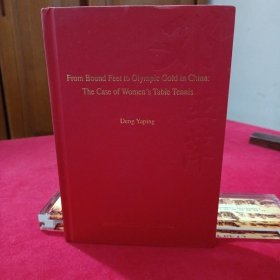 From Bound Feet to Olympic Gold in China:
The Case of Women's Table Tennis
Deng Yaping